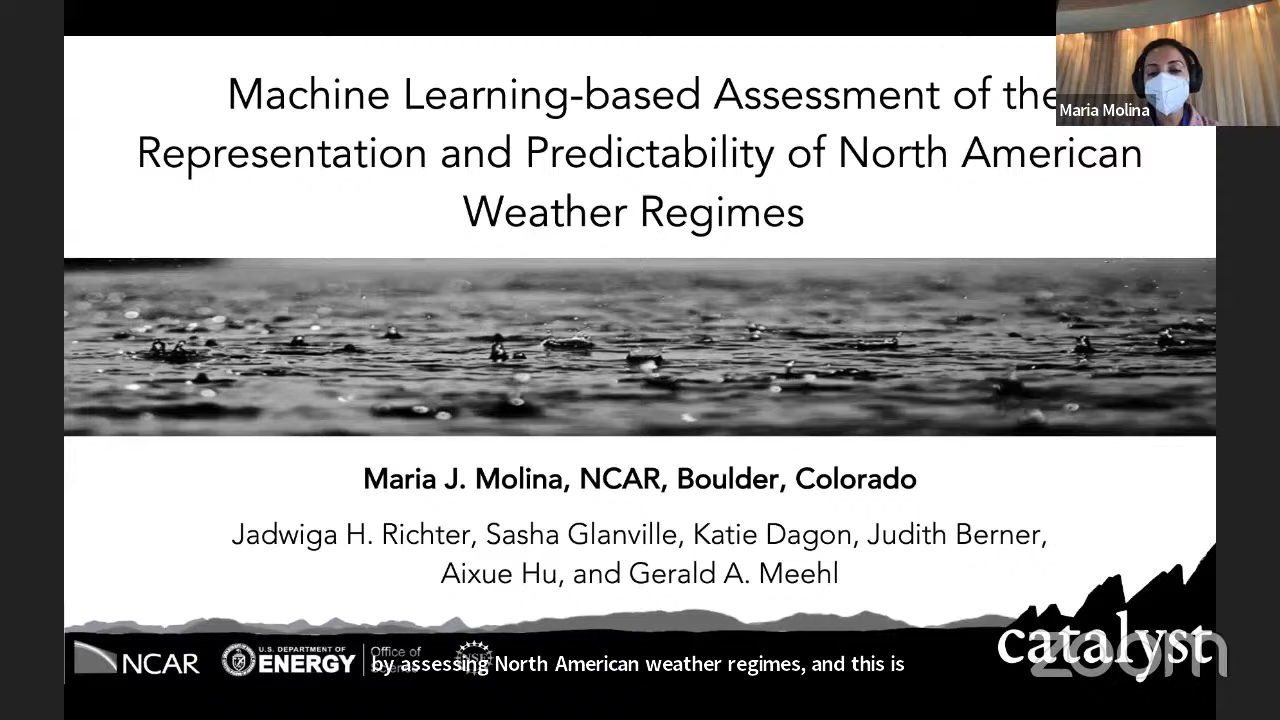 Machine Learning-based Assessment of the
Representation and Predictability of North American
Weather Regimes
Maria Molina
Maria J. Molina, NCAR, Boulder, Colorado
Jadwiga H. Richter, Sasha Glanville, Katie Dagon, Judith Berner,
Aixue Hu, and Gerald A. Meehl
NCAR
U.S. DEPARTMENT OF
ENERGY
Office of
NSF
by assessing North American weather regimes, and this is
catalyst
zoom